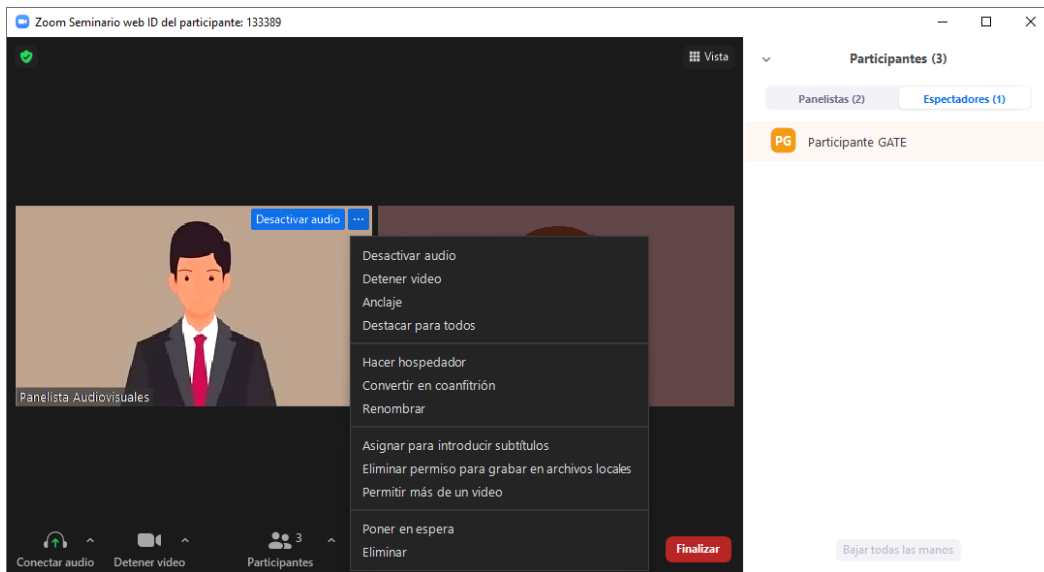 Zoom Seminario web ID del participante: 133389
Vista
Participantes (3)
Panelistas (2)
Espectadores (1)
PG
Participante GATE
Desactivar audio
Desactivar audio
Detener video
Anclaje
Destacar para todos
Hacer hospedador
Convertir en coanfitrión
Renombrar
Panelista Audiovisuales
Asignar para introducir subtítulos
Eliminar permiso para grabar en archivos locales
Permitir más de un video
Poner en espera
Eliminar
3
Conectar audio
Detener video
Participantes
Finalizar
Bajar todas las manos